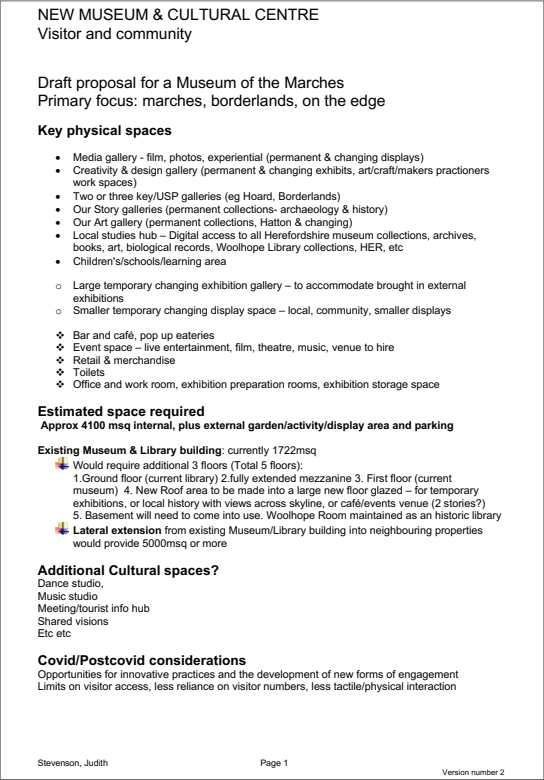 NEW MUSEUM & CULTURAL CENTRE
Visitor and community
Draft proposal for a Museum of the Marches
Primary focus: marches, borderlands, on the edge
Key physical spaces
• Media gallery - film, photos, experiential (permanent & changing displays)
• Creativity & design gallery (permanent & changing exhibits, art/craft/makers practioners
work spaces)
• Two or three key/USP galleries (eg Hoard, Borderlands)
• Our Story galleries (permanent collections- archaeology & history)
• Our Art gallery (permanent collections, Hatton & changing)
• Local studies hub – Digital access to all Herefordshire museum collections, archives,
books, art, biological records, Woolhope Library collections, HER, etc
• Children's/schools/learning area
o Large temporary changing exhibition gallery – to accommodate brought in external
exhibitions
o Smaller temporary changing display space – local, community, smaller displays
❖ Bar and café, pop up eateries
❖ Event space – live entertainment, film, theatre, music, venue to hire
❖ Retail & merchandise
❖ Toilets
❖ Office and work room, exhibition preparation rooms, exhibition storage space
Estimated space required
Approx 4100 msq internal, plus external garden/activity/display area and parking
Existing Museum & Library building: currently 1722msq
Would require additional 3 floors (Total 5 floors):
1.Ground floor (current library) 2.fully extended mezzanine 3. First floor (current
museum) 4. New Roof area to be made into a large new floor glazed – for temporary
exhibitions, or local history with views across skyline, or café/events venue (2 stories?)
5. Basement will need to come into use. Woolhope Room maintained as an historic library
Lateral extension from existing Museum/Library building into neighbouring properties
would provide 5000msq or more
Additional Cultural spaces?
Dance studio,
Music studio
Meeting/tourist info hub
Shared visions
Etc etc
Covid/Postcovid considerations
Opportunities for innovative practices and the development of new forms of engagement
Limits on visitor access, less reliance on visitor numbers, less tactile/physical interaction
Stevenson, Judith Page 1
Version number 2